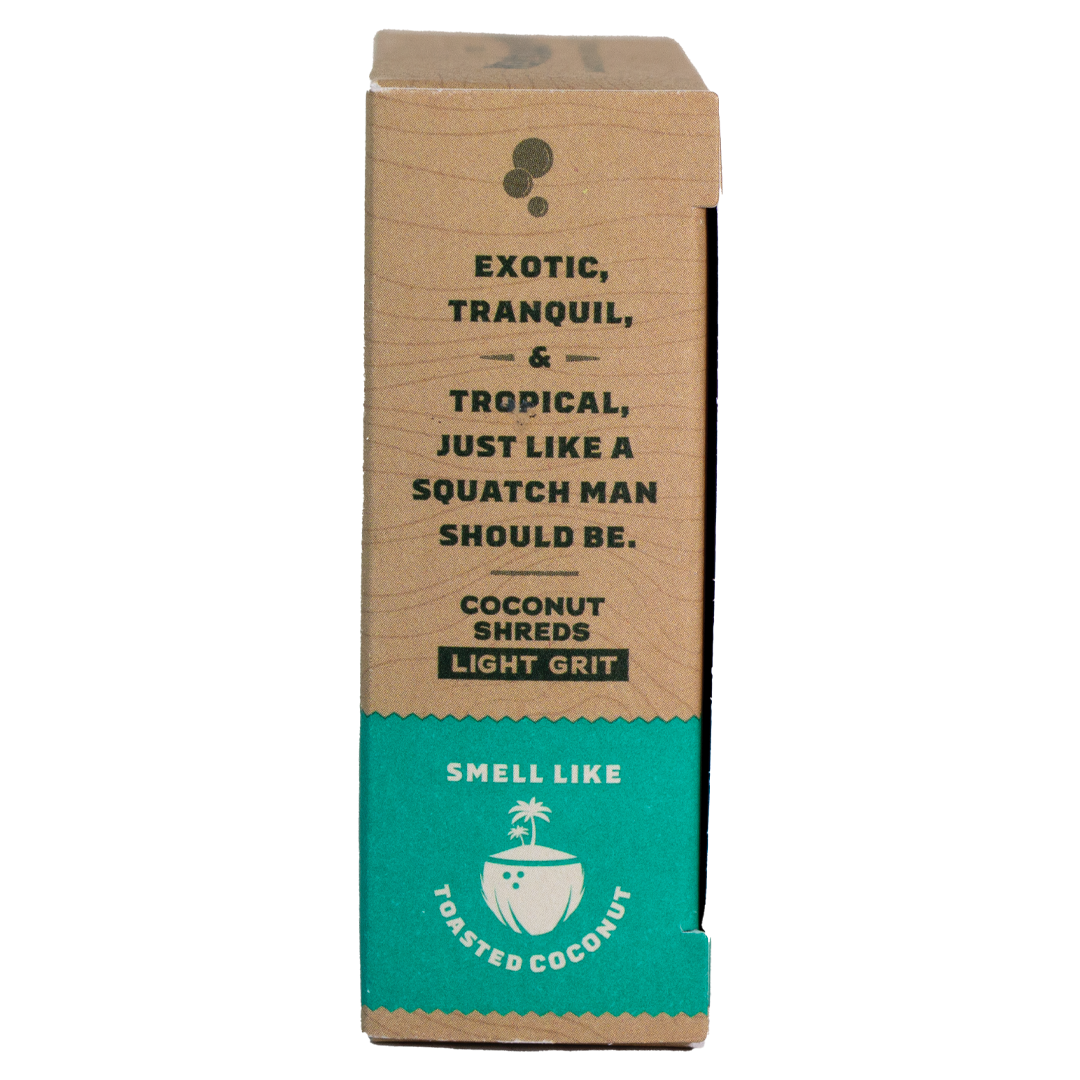 EXOTIC,
TRANQUIL,
&
TROPICAL,
JUST LIKE A
SQUATCH MAN
SHOULD BE.
COCONUT
SHREDS
LIGHT GRIT
SMELL LIKE
TOASTED COCONUT